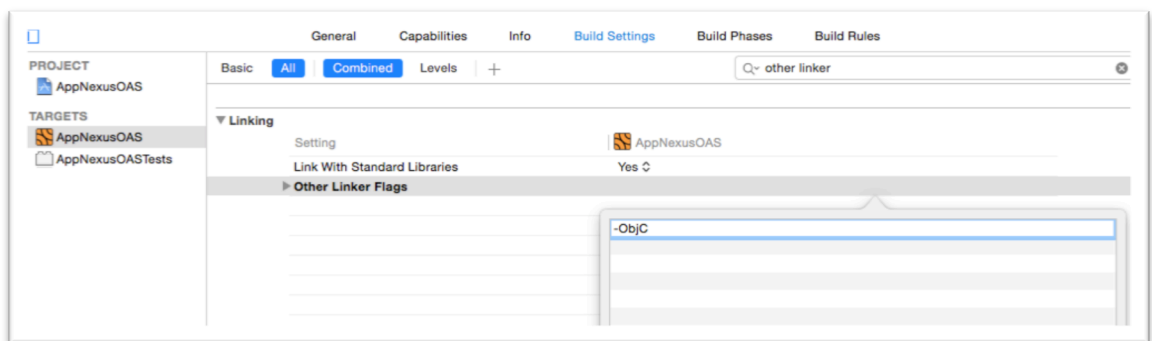 General Capabilities Info Build Settings Build Phases Build Rules
PROJECT
AppNexusOAS
TARGETS
AppNexusOAS
AppNexusOASTests
Basic All Combined Levels + other linker
Linking
Setting AppNexusOAS
Link With Standard Libraries Yes
Other Linker Flags
-ObjC